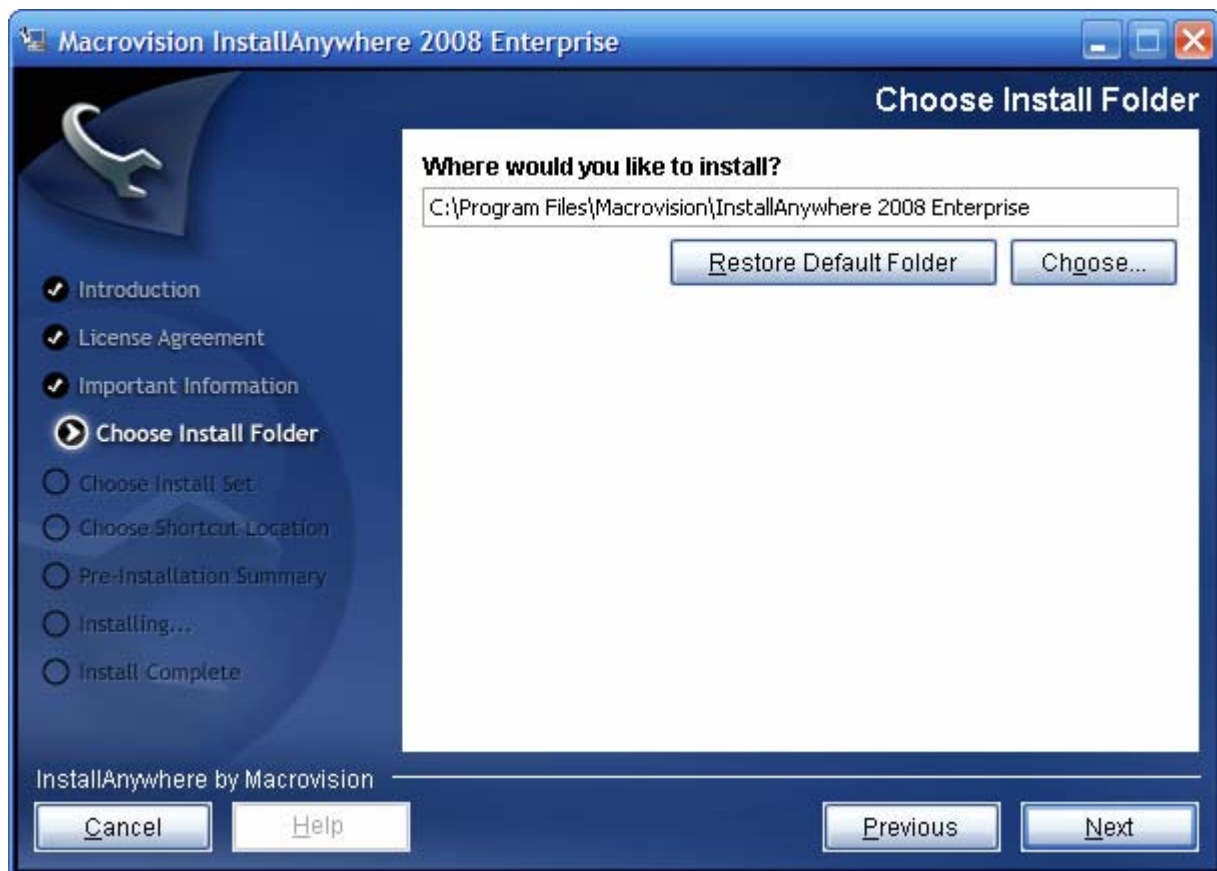 Macrovision InstallAnywhere 2008 Enterprise
Choose Install Folder
Introduction
License Agreement
Important Information
Choose Install Folder
Choose Install Set
Choose Shortcut Location
Pre-Installation Summary
Installing...
Install Complete
Where would you like to install?
C:\Program Files\Macrovision\InstallAnywhere 2008 Enterprise
Restore Default Folder Choose...
InstallAnywhere by Macrovision
Cancel Help Previous Next